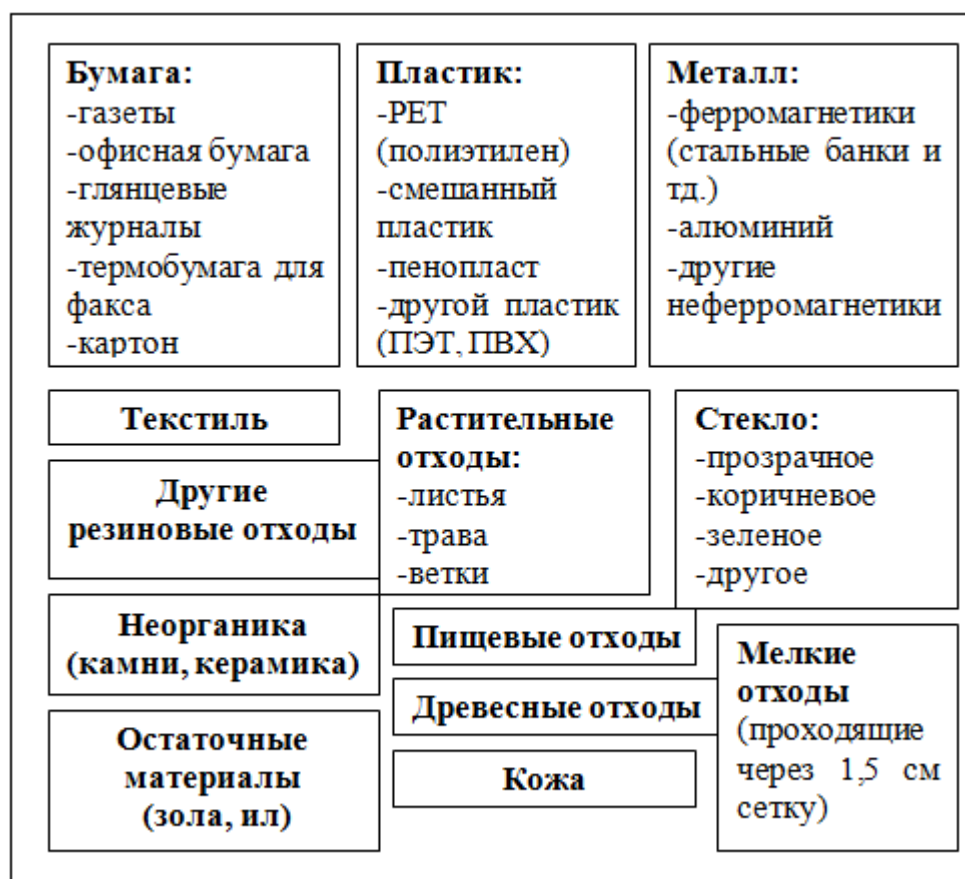 Бумага:
-газеты
-офисная бумага
-глянцевые
журналы
-термобумага для
факса
-картон
Пластик:
-PET
(полиэтилен)
-смешанный
пластик
-пенопласт
-другой пластик
(ПЭТ, ПВХ)
Металл:
-ферромагнетики
(стальные банки и
тд.)
-алюминий
-другие
неферромагнетики
Текстиль
Другие
резиновые отходы
Растительные
отходы:
-листья
-трава
-ветки
Стекло:
-прозрачное
-коричневое
-зеленое
-другое
Неорганика
(камни, керамика)
Пищевые отходы
Древесные отходы
Кожа
Мелкие
отходы
(проходящие
через 1,5 см
сетку)
Остаточные
материалы
(зола, ил)